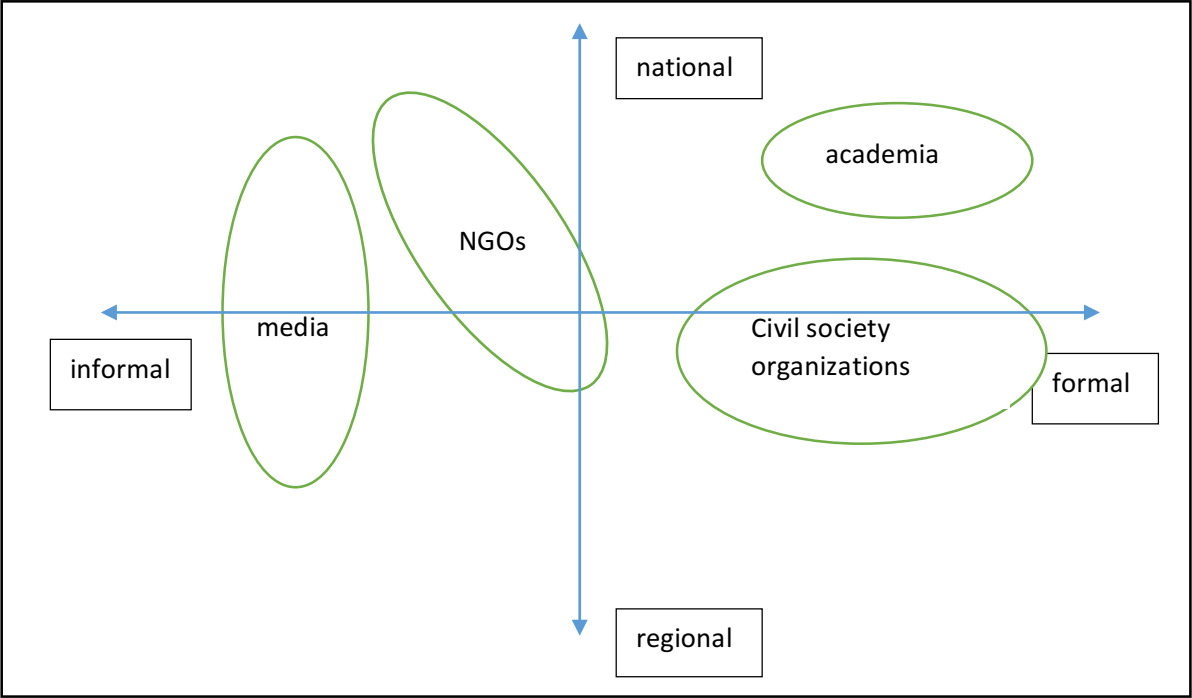 national
academia
NGOs
media
Civil society
organizations
informal
formal
regional